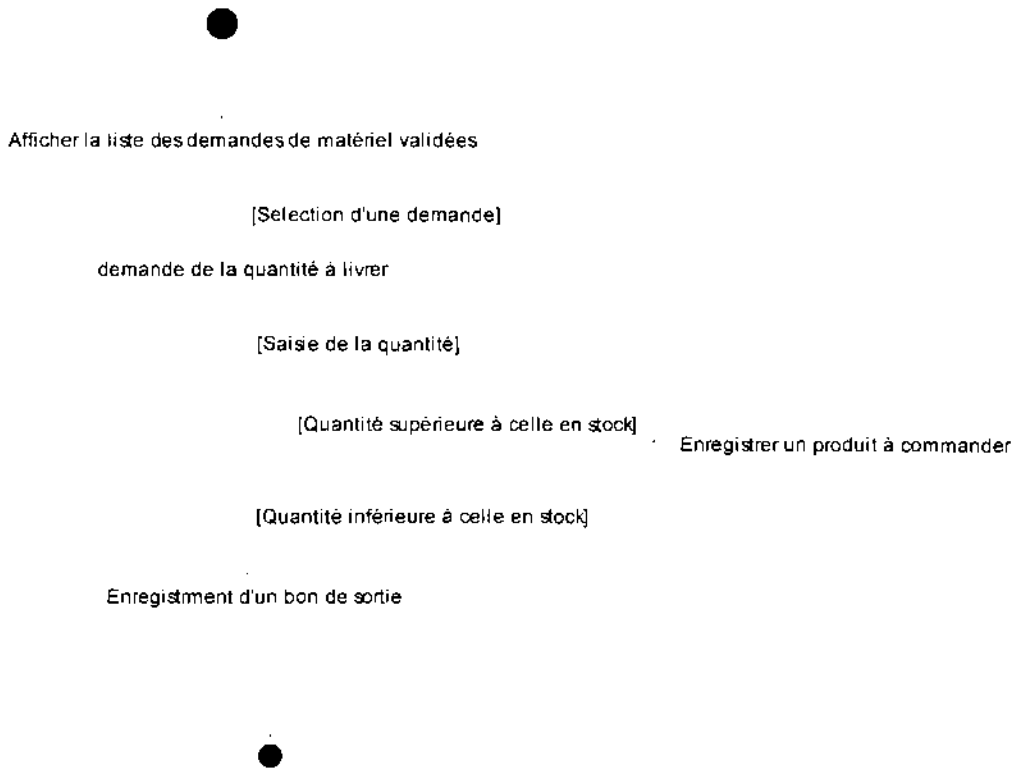 Afficher la liste des demandes de matériel validées
[Selection d'une demande]
demande de la quantité à livrer
[Saisie de la quantité]
[Quantité supérieure à celle en stock]
Enregistrer un produit à commander
[Quantité inférieure à celle en stock]
Enregistrment d'un bon de sortie